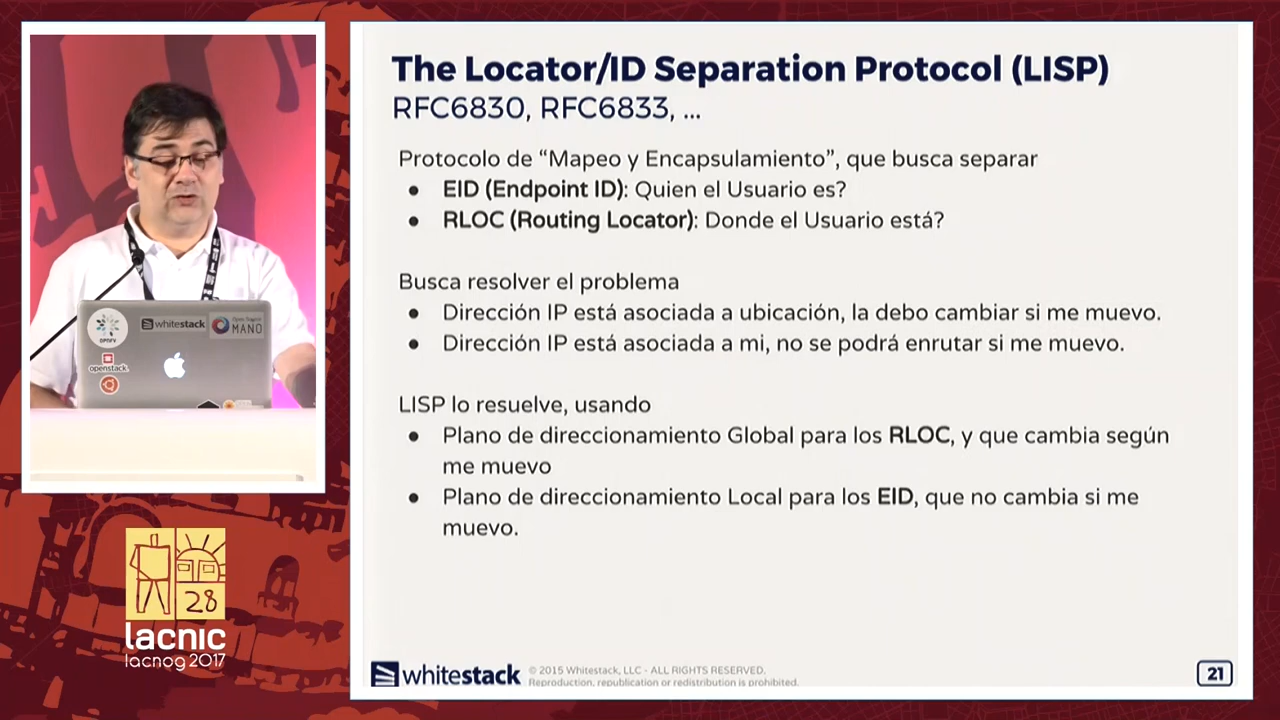 The Locator/ID Separation Protocol (LISP)
RFC6830, RFC6833, ...
Protocolo de “Mapeo y Encapsulamiento”, que busca separar
● EID (Endpoint ID): Quien el Usuario es?
● RLOC (Routing Locator): Donde el Usuario está?
Busca resolver el problema
● Dirección IP está asociada a ubicación, la debo cambiar si me muevo.
● Dirección IP está asociada a mi, no se podrá enrutar si me muevo.
LISP lo resuelve, usando
● Plano de direccionamiento Global para los RLOC, y que cambia según
me muevo
● Plano de direccionamiento Local para los EID, que no cambia si me
muevo.
whitestack
© 2015 Whitestack, LLC - ALL RIGHTS RESERVED.
Reproduction, republication or redistribution is prohibited.
21
OPNFV
whitestack
Open Source
MANO
openstack
28
lacnic
lacnog 2017